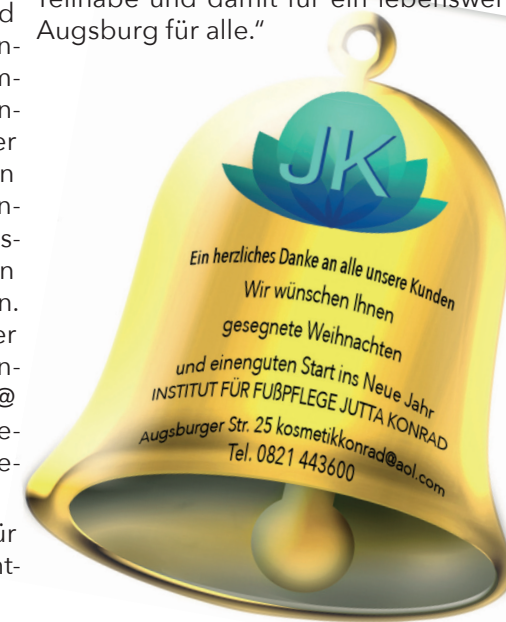 Teilhabe und damit für ein
Augsburg für alle.“
JK
Ein herzliches Danke an alle unsere Kunden
Wir wünschen Ihnen
gesegnete Weihnachten
und einenguten Start ins Neue Jahr
INSTITUT FÜR FUßPFLEGE JUTTA KONRAD
Augsburger Str. 25 kosmetikkonrad@aol.com
Tel. 0821 443600